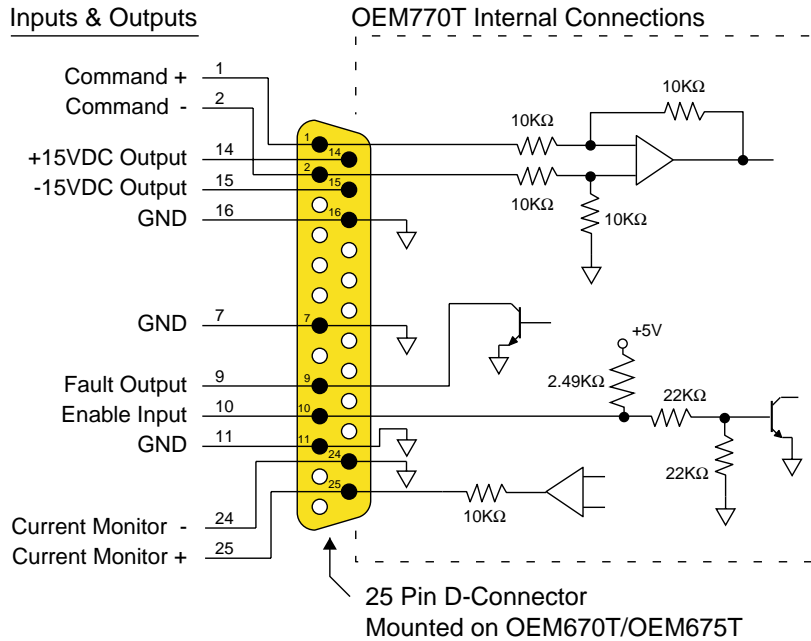 Inputs & Outputs
OEM770T Internal Connections
Command + 1
Command - 2
+15VDC Output 14
-15VDC Output 15
GND 16
GND 7
Fault Output 9
Enable Input 10
GND 11
Current Monitor - 24
Current Monitor + 25
1
14
2
15
16
7
9
10
11
24
25
10KΩ
10KΩ
10KΩ
10KΩ
+5V
2.49KΩ
22KΩ
22KΩ
10KΩ
25 Pin D-Connector
Mounted on OEM670T/OEM675T